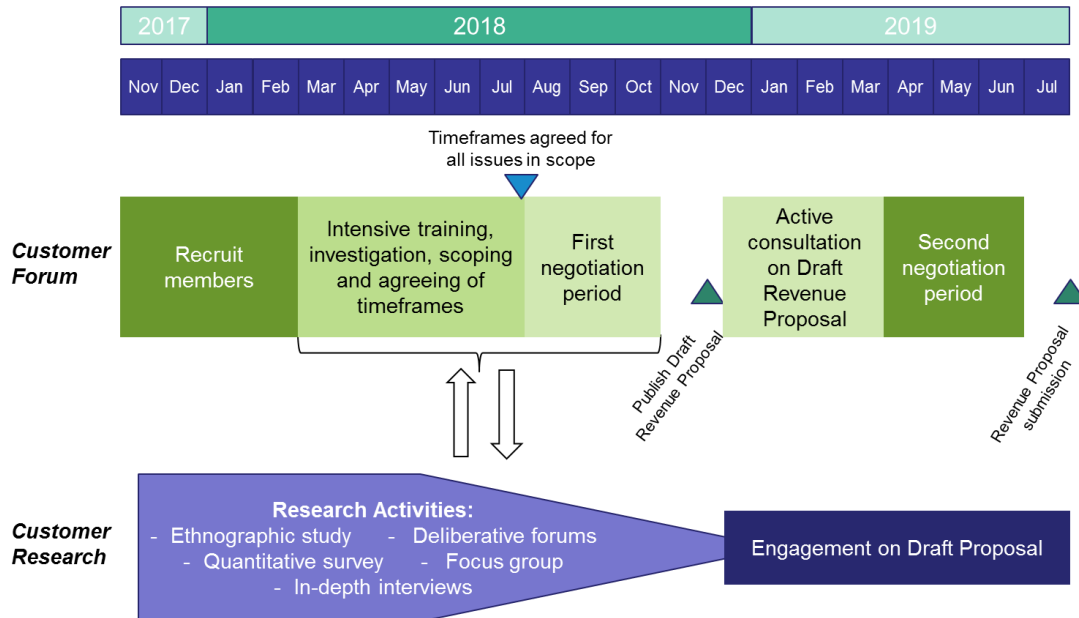 2017 2018 2019
Nov Dec Jan Feb Mar Apr May Jun Jul Aug Sep Oct Nov Dec Jan Feb Mar Apr May Jun Jul
Timeframes agreed for
all issues in scope
Customer
Forum
Recruit
members
Intensive training,
investigation, scoping
and agreeing of
timeframes
First
negotiation
period
Publish Draft
Revenue Proposal
Active
consultation
on Draft
Revenue
Proposal
Second
negotiation
period
Revenue Proposal
submission
Customer
Research
Research Activities:
- Ethnographic study - Deliberative forums
- Quantitative survey - Focus group
- In-depth interviews
Engagement on Draft Proposal